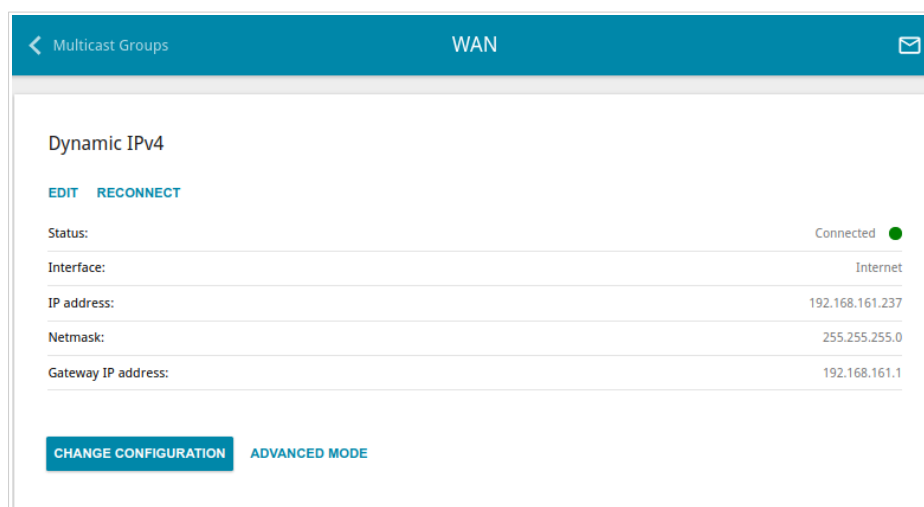 Multicast Groups
WAN
Dynamic IPv4
EDIT RECONNECT
Status: Connected
Interface: Internet
IP address: 192.168.161.237
Netmask: 255.255.255.0
Gateway IP address: 192.168.161.1
CHANGE CONFIGURATION ADVANCED MODE